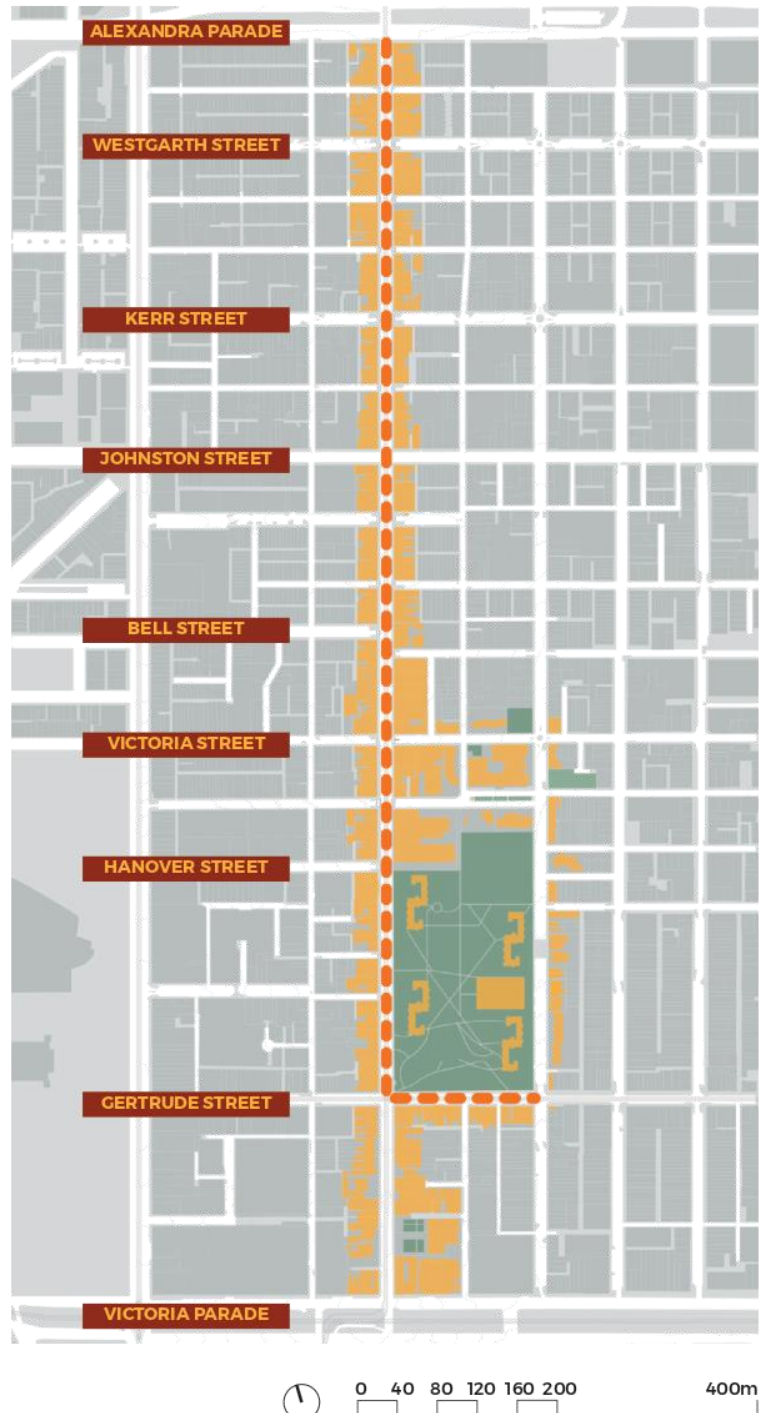 ALEXANDRA PARADE
WESTGARTH STREET
KERR STREET
JOHNSTON STREET
BELL STREET
VICTORIA STREET
HANOVER STREET
GERTRUDE STREET
VICTORIA PARADE
0 40 80 120 160 200 400m